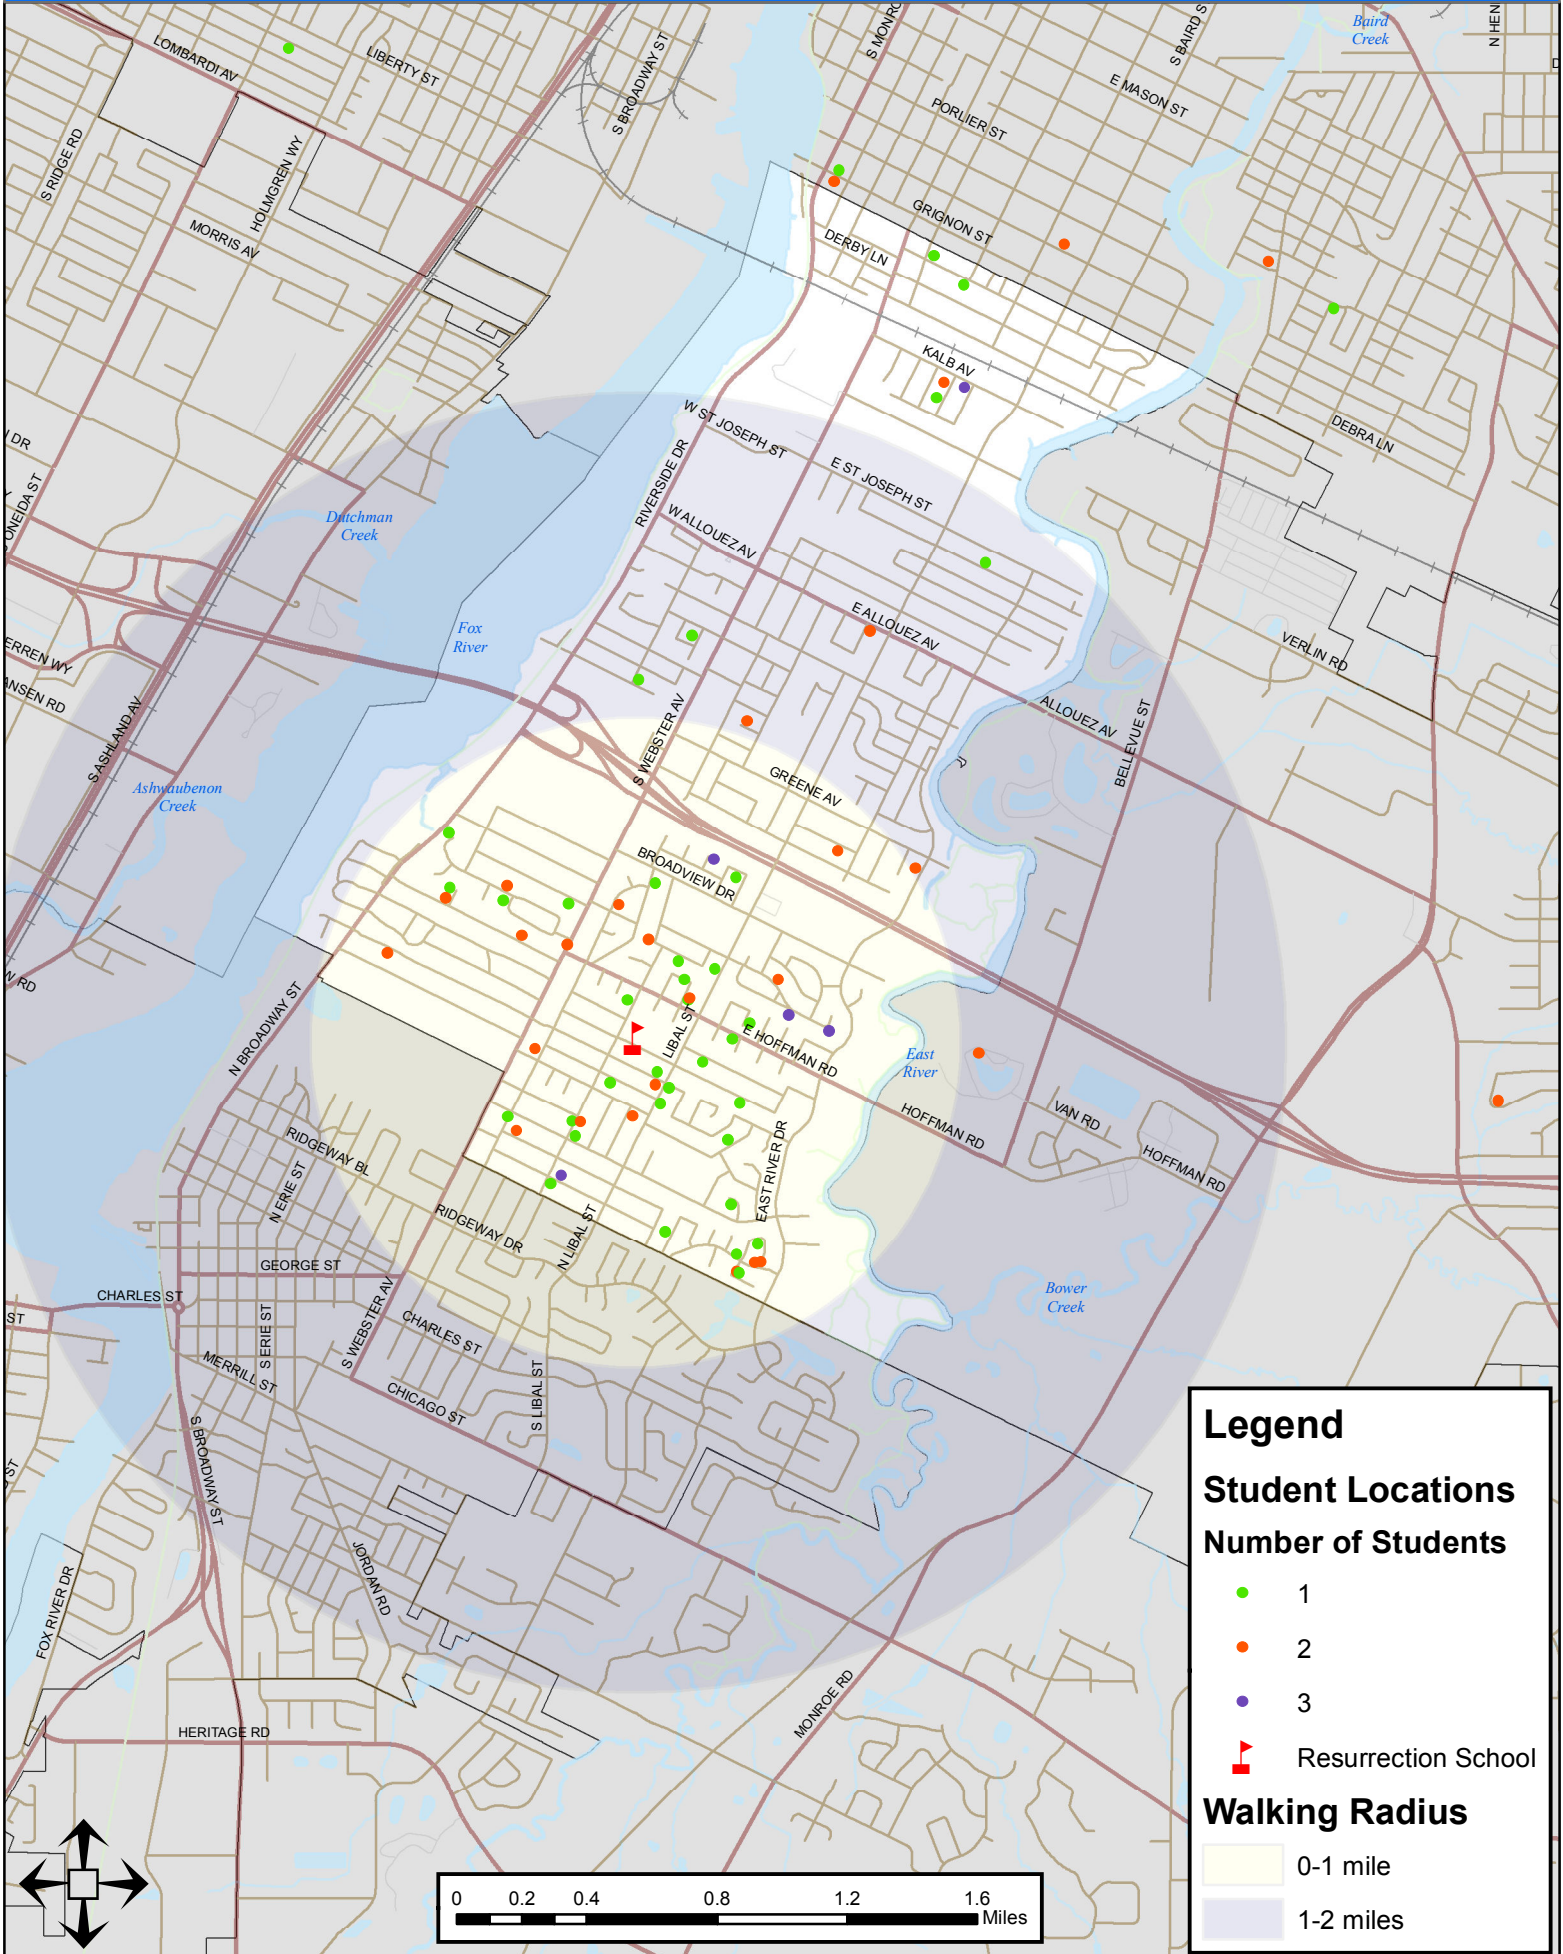 Baird
Creek
N HEN
S MONRO
S BAIRD S
LOMBARDI AV
LIBERTY ST
S BROADWAY ST
E MASON ST
PORLIER ST
S RIDGE RD
HOLMGREN WY
MORRIS AV
GRIGNON ST
DERBY LN
KALB AV
W ST JOSEPH ST
E ST JOSEPH ST
DEBRA LN
RIVERSIDE DR
ONEIDA ST
Dutchman
Creek
W ALLOUEZ AV
E ALLOUEZ AV
Fox
River
VERLIN RD
ERREN WY
ANSEN RD
S ASHLAND AV
S WEBSTER AV
ALLOUEZ AV
BELLEVUE ST
Ashwaubenon
Creek
GREENE AV
BROADVIEW DR
W RD
N BROADWAY ST
LIBAL ST
E HOFFMAN RD
East
River
HOFFMAN RD
VAN RD
HOFFMAN RD
RIDGEWAY BL
N ERIE ST
EAST RIVER DR
RIDGEWAY DR
N LIBAL ST
GEORGE ST
CHARLES ST
ST
Bower
Creek
S ERIE ST
S WEBSTER AV
CHARLES ST
MERRILL ST
CHICAGO ST
S LIBAL ST
S BROADWAY ST
ST
JORDAN RD
FOX RIVER DR
MONROE RD
HERITAGE RD
Legend
Student Locations
Number of Students
1
2
3
Resurrection School
Walking Radius
0-1 mile
1-2 miles
0 0.2 0.4 0.8 1.2 1.6
Miles